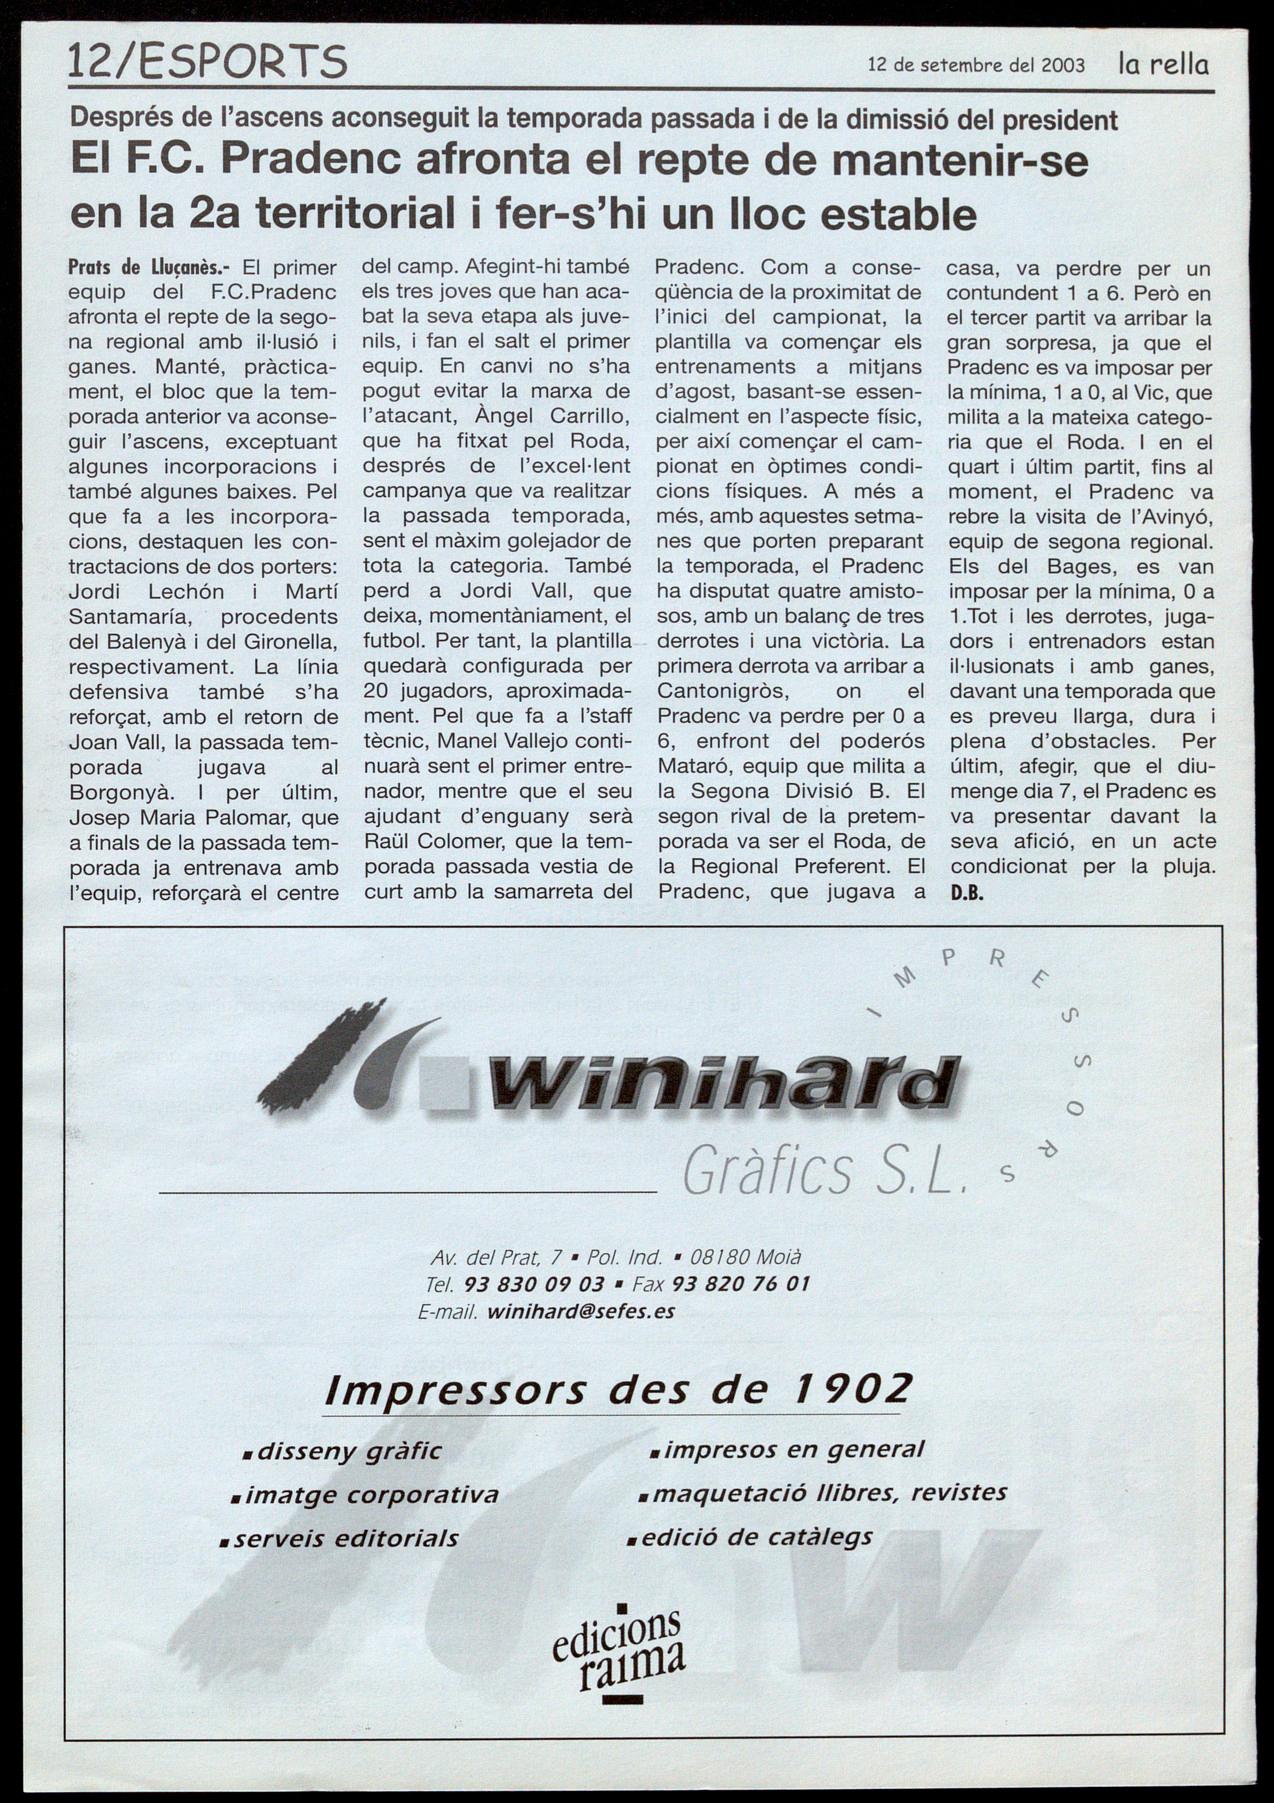 12/ESPORTS
12 de setembre del 2003 la rella
Després de l'ascens aconseguit la temporada passada i de la dimissió del president
El F.C. Pradenc afronta el repte de mantenir-se
en la 2a territorial i fer-s'hi un lloc estable
Prats de Lluçanès.- El primer
equip del F.C.Pradenc
afronta el repte de la sego-
na regional amb il·lusió i
ganes. Manté, pràctica-
ment, el bloc que la tem-
porada anterior va aconse-
guir l'ascens, exceptuant
algunes incorporacions i
també algunes baixes. Pel
que fa a les incorpora-
cions, destaquen les con-
tractacions de dos porters:
Jordi Lechón i Martí
Santamaría, procedents
del Balenyà i del Gironella,
respectivament. La línia
defensiva també s'ha
reforçat, amb el retorn de
Joan Vall, la passada tem-
porada jugava al
Borgonyà. I per últim,
Josep Maria Palomar, que
a finals de la passada tem-
porada ja entrenava amb
l'equip, reforçarà el centre
del camp. Afegint-hi també
els tres joves que han aca-
bat la seva etapa als juve-
nils, i fan el salt el primer
equip. En canvi no s'ha
pogut evitar la marxa de
l'atacant, Àngel Carrillo,
que ha fitxat pel Roda,
després de l'excel·lent
campanya que va realitzar
la passada temporada,
sent el màxim golejador de
tota la categoria. També
perd a Jordi Vall, que
deixa, momentàniament, el
futbol. Per tant, la plantilla
quedarà configurada per
20 jugadors, aproximada-
ment. Pel que fa a l'staff
tècnic, Manel Vallejo conti-
nuarà sent el primer entre-
nador, mentre que el seu
ajudant d'enguany serà
Raül Colomer, que la tem-
porada passada vestia de
curt amb la samarreta del
Pradenc. Com a conse-
qüència de la proximitat de
l'inici del campionat, la
plantilla va començar els
entrenaments a mitjans
d'agost, basant-se essen-
cialment en l'aspecte físic,
per així començar el cam-
pionat en òptimes condi-
cions físiques. A més a
més, amb aquestes setma-
nes que porten preparant
la temporada, el Pradenc
ha disputat quatre amisto-
sos, amb un balanç de tres
derrotes i una victòria. La
primera derrota va arribar a
Cantonigròs, on el
Pradenc va perdre per 0 a
6, enfront del poderós
Mataró, equip que milita a
la Segona Divisió B. El
segon rival de la pretem-
porada va ser el Roda, de
la Regional Preferent. El
Pradenc, que jugava a
casa, va perdre per un
contundent 1 a 6. Però en
el tercer partit va arribar la
gran sorpresa, ja que el
Pradenc es va imposar per
la mínima, 1 a 0, al Vic, que
milita a la mateixa catego-
ria que el Roda. I en el
quart i últim partit, fins al
moment, el Pradenc va
rebre la visita de l'Avinyó,
equip de segona regional.
Els del Bages, es van
imposar per la mínima, 0 a
1.Tot i les derrotes, juga-
dors i entrenadors estan
il·lusionats i amb ganes,
davant una temporada que
es preveu llarga, dura i
plena d'obstacles. Per
últim, afegir, que el diu-
menge dia 7, el Pradenc es
va presentar davant la
seva afició, en un acte
condicionat per la pluja.
D.B.
IMPRESSORS
winihard
Gràfics S.L.
Av. del Prat, 7 ▪ Pol. Ind. ▪ 08180 Moià
Tel. 93 830 09 03 ▪ Fax 93 820 76 01
E-mail. winihard@sefes.es
Impressors des de 1902
▪ disseny gràfic
▪ imatge corporativa
▪ serveis editorials
▪ impresos en general
▪ maquetació llibres, revistes
▪ edició de catàlegs
edicions
raima